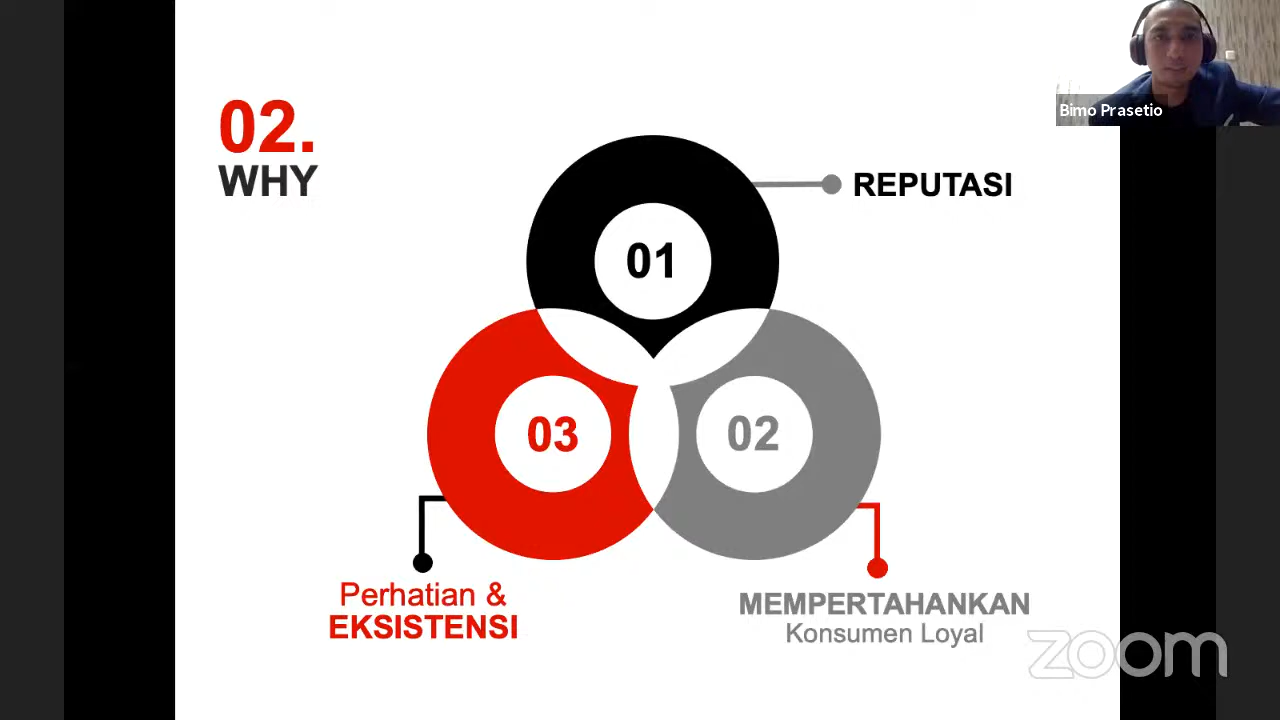 Bimo Prasetio
02.
WHY
REPUTASI
01
03
02
Perhatian &
EKSISTENSI
MEMPERTAHANKAN
Konsumen Loyal
zoom